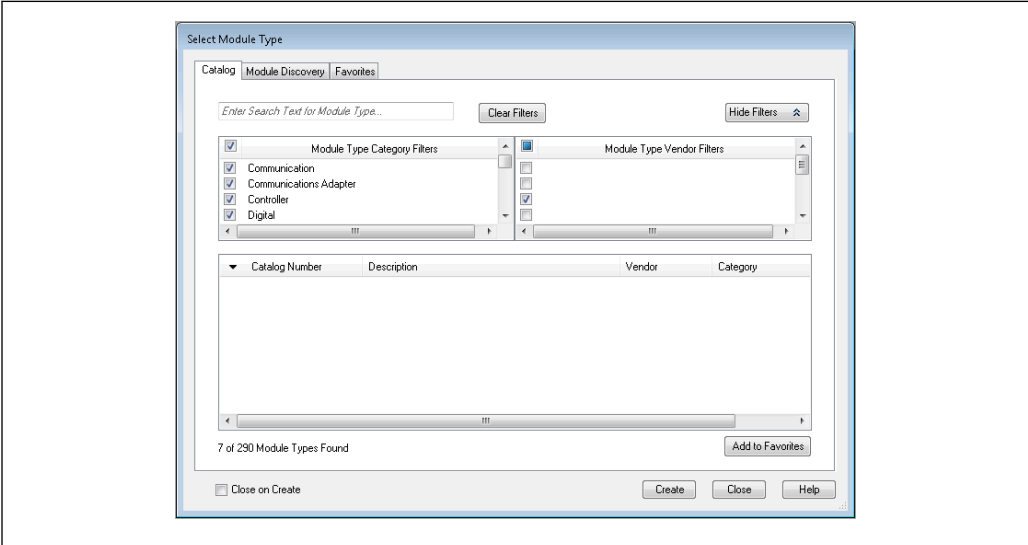 Select Module Type
Catalog Module Discovery Favorites
Enter Search Text for Module Type... Clear Filters Hide Filters
Module Type Category Filters Module Type Vendor Filters
Communication
Communications Adapter
Controller
Digital
Catalog Number Description Vendor Category
7 of 290 Module Types Found Add to Favorites
Close on Create Create Close Help